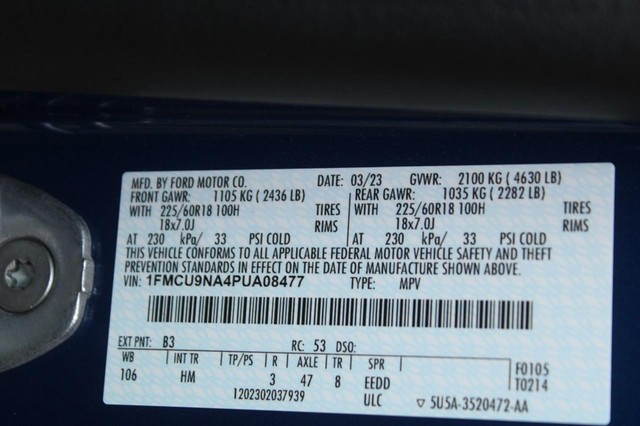 MFD. BY FORD MOTOR CO. DATE: 03/23 GVWR: 2100 KG ( 4630 LB)
FRONT GAWR: 1105 KG ( 2436 LB) REAR GAWR: 1035 KG ( 2282 LB)
WITH 225/60R18 100H TIRES WITH 225/60R18 100H TIRES
18x7.0J RIMS 18x7.0J RIMS
AT 230 kPa/ 33 PSI COLD AT 230 kPa/ 33 PSI COLD
THIS VEHICLE CONFORMS TO ALL APPLICABLE FEDERAL MOTOR VEHICLE SAFETY AND THEFT
PREVENTION STANDARDS IN EFFECT ON THE DATE OF MANUFACTURE SHOWN ABOVE.
VIN: 1FMCU9NA4PUA08477 TYPE: MPV
EXT PNT: B3 RC: 53 DSO:
WB INT TR TP/PS R AXLE TR SPR F0105
106 HM 3 47 8 EEDD T0214
1202302037939 ULC ▽ 5U5A-3520472-AA